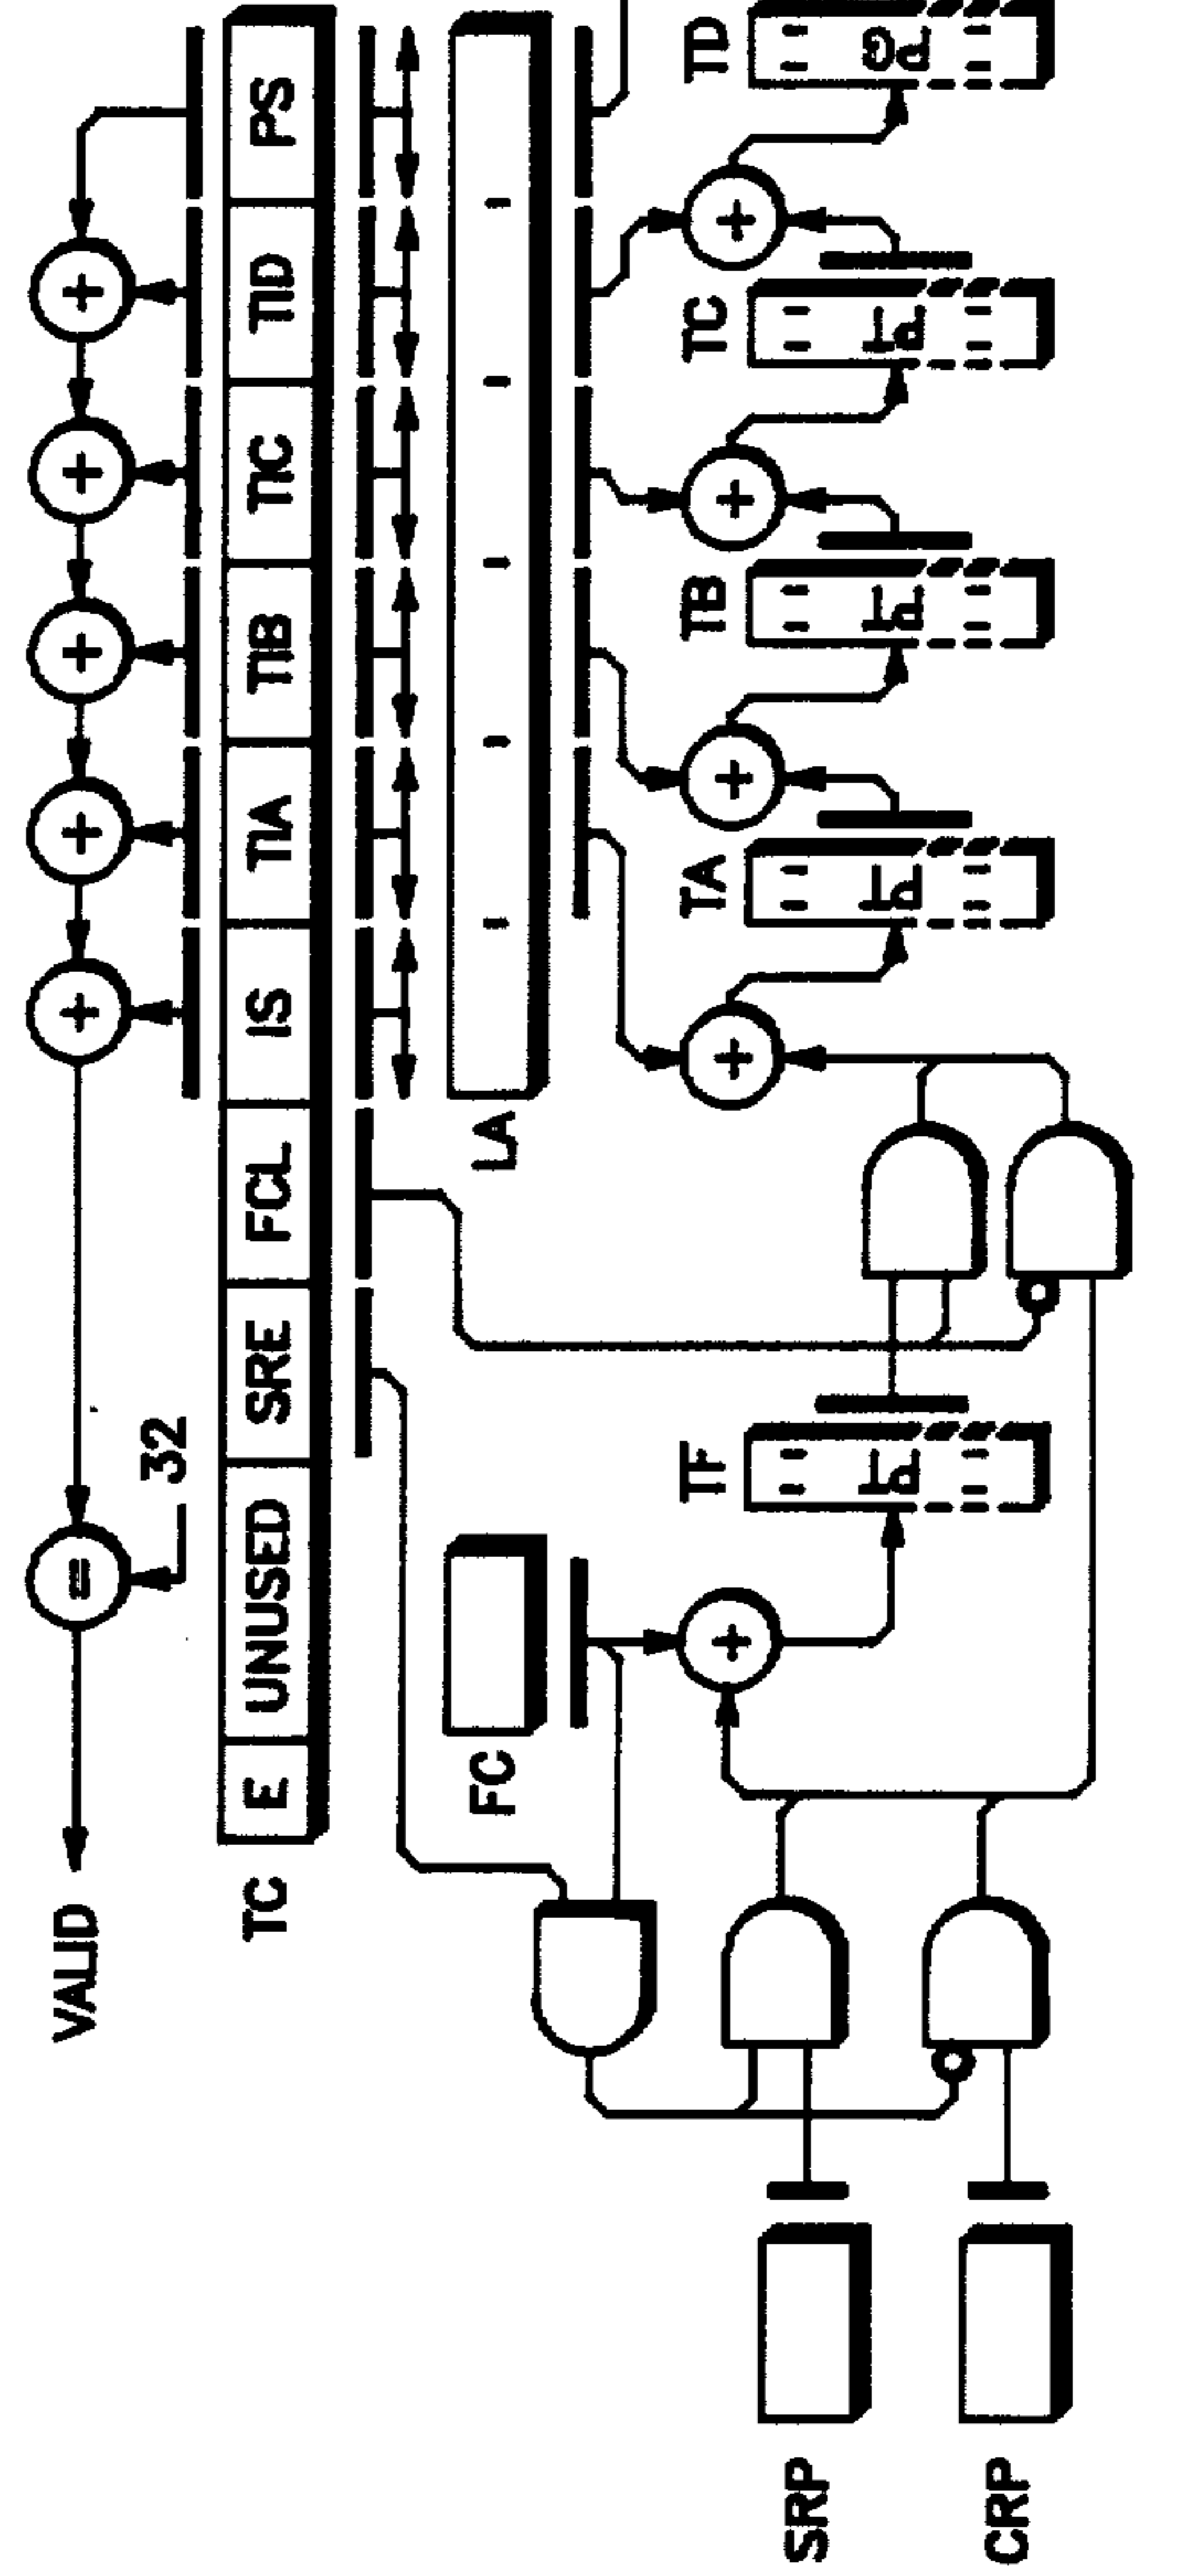 VALID
=
32
+
+
+
+
+
TC
E
UNUSED
SRE
FCL
IS
TIA
TIB
TIC
TID
PS
FC
LA
SRP
CRP
+
TF
PT
+
TA
PT
+
TB
PT
+
TC
PT
+
TD
PG